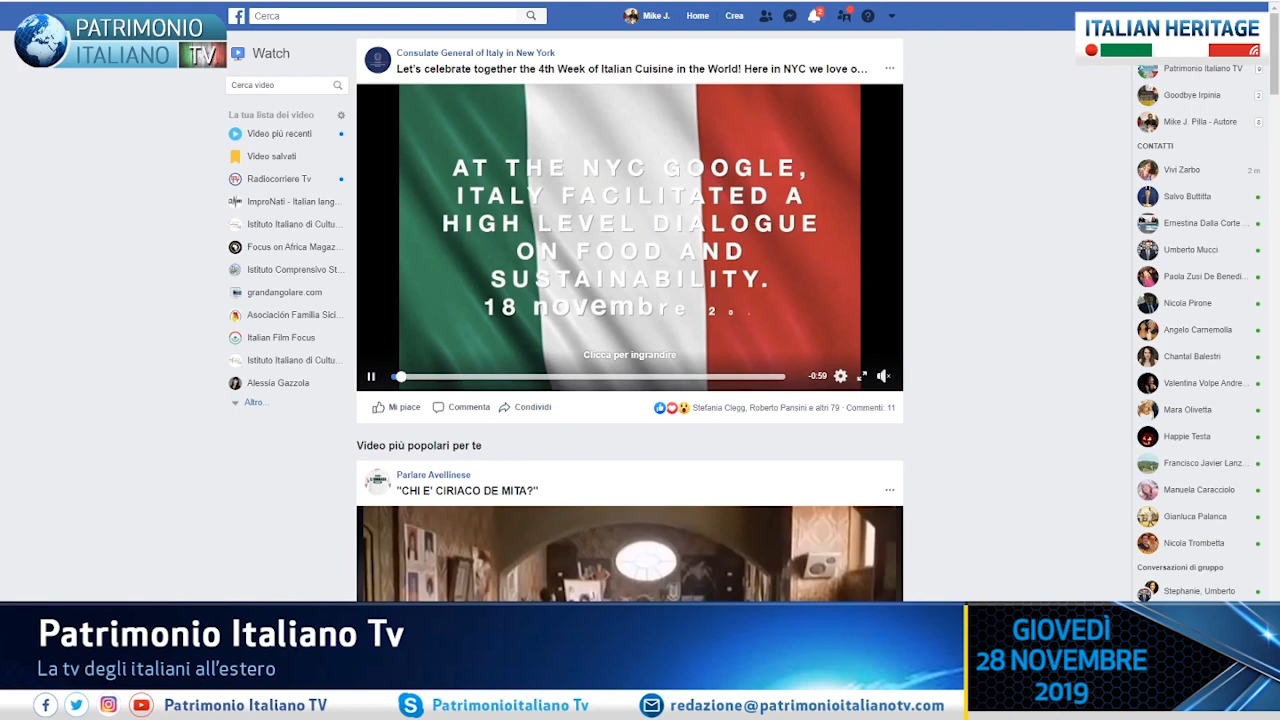 PATRIMONIO
ITALIANO TV
Cerca
Mike J.
Home
Crea
2
ITALIAN HERITAGE
Watch
Cerca video
La tua lista dei video
Video più recenti
Video salvati
Radiocorriere Tv
ImproNati - Italian lang...
Istituto Italiano di Cultu...
Focus on Africa Magaz...
Istituto Comprensivo St...
grandangolare.com
Asociación Familia Sici...
Italian Film Focus
Istituto Italiano di Cultu...
Alessia Gazzola
Altro...
Consulate General of Italy in New York
Let's celebrate together the 4th Week of Italian Cuisine in the World! Here in NYC we love o...
AT THE NYC GOOGLE,
ITALY FACILITATED A
HIGH LEVEL DIALOGUE
ON FOOD AND
SUSTAINABILITY.
18 novembre 20.
Clicca per ingrandire
-0:59
Mi piace
Commenta
Condividi
Stefania Clegg, Roberto Pansini e altri 79 · Commenti: 11
Video più popolari per te
Parlare Avellinese
"CHI E' CIRIACO DE MITA?"
Patrimonio Italiano TV 9
Goodbye Irpinia 2
Mike J. Pilla - Autore 8
CONTATTI
Vivi Zarbo 2 m
Salvo Buttitta
Ernestina Dalla Corte ...
Umberto Mucci
Paola Zusi De Benedi...
Nicola Pirone
Angelo Carnemolla
Chantal Balestri
Valentina Volpe Andre...
Mara Olivetta
Happie Testa
Francisco Javier Lanz...
Manuela Caracciolo
Gianluca Palanca
Nicola Trombetta
Conversazioni di gruppo
Stephanie, Umberto
Patrimonio Italiano Tv
La tv degli italiani all'estero
GIOVEDÌ
28 NOVEMBRE
2019
Patrimonio Italiano TV
Patrimonioitaliano Tv
redazione@patrimonioitalianotv.com